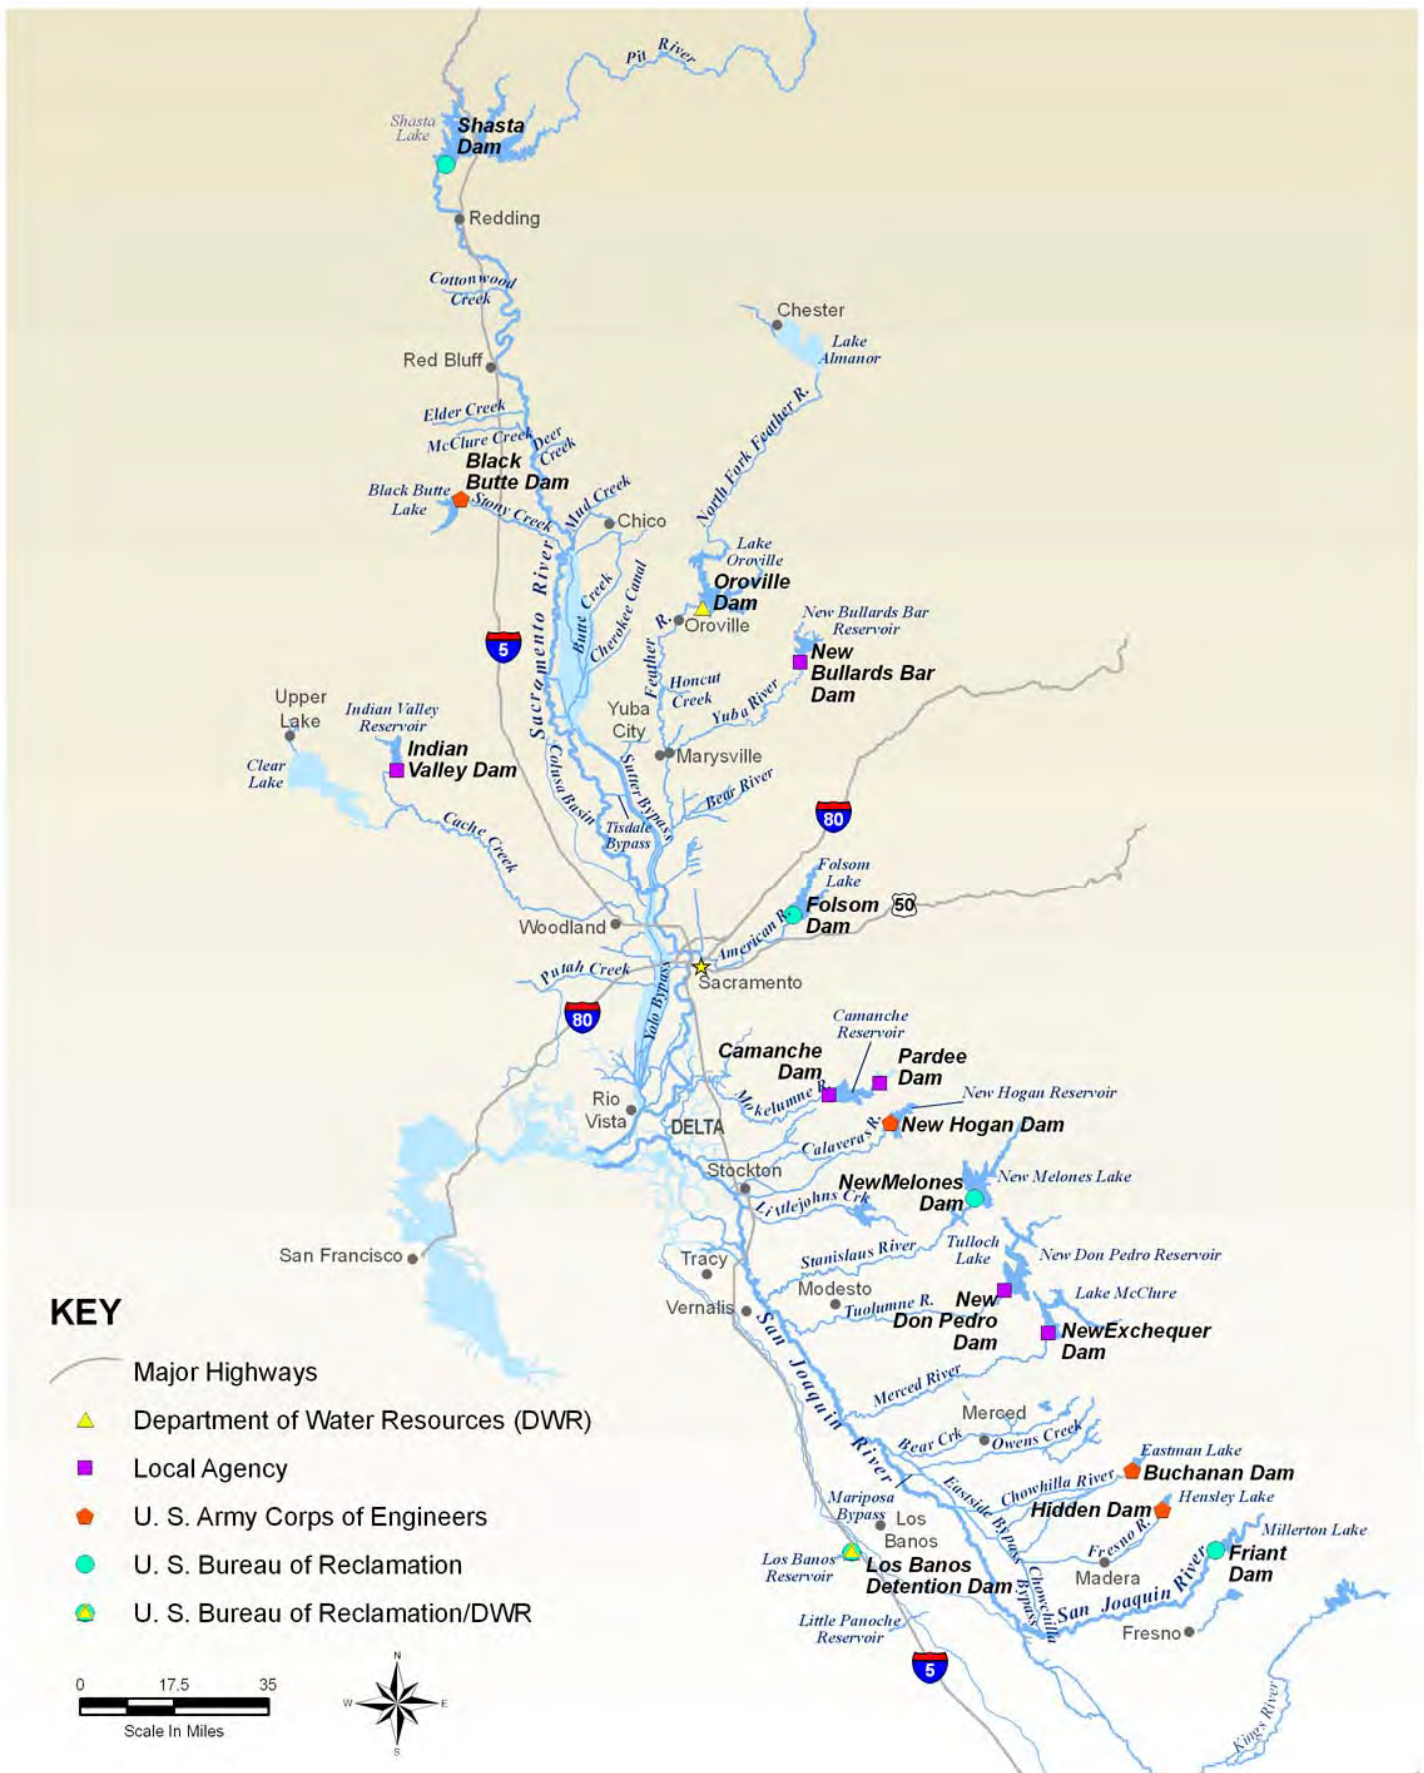 Pit River
Shasta
Lake
Shasta
Dam
Redding
Cottonwood
Creek
Chester
Lake
Almanor
Red Bluff
North Fork Feather R.
Elder Creek
McClure Creek
Deer
Creek
Black
Butte Dam
Black Butte
Lake
Stony Creek
Mud Creek
Chico
Lake
Oroville
Oroville
Dam
Oroville
Sacramento River
Butte Creek
Cherokee Canal
Feather R.
New Bullards Bar
Reservoir
New
Bullards Bar
Dam
5
Honcut
Creek
Yuba River
Upper
Lake
Indian Valley
Reservoir
Indian
Valley Dam
Clear
Lake
Yuba
City
Marysville
Colusa Basin
Sutter Bypass
Bear River
Tisdale
Bypass
80
Cache Creek
Folsom
Lake
Folsom
Dam
50
Woodland
American R.
Putah Creek
Sacramento
80
Yolo Bypass
Camanche
Reservoir
Camanche
Dam
Pardee
Dam
Mokelumne R.
New Hogan Reservoir
Rio
Vista
DELTA
New Hogan Dam
Calaveras R.
Stockton
NewMelones
Dam
New Melones Lake
Littlejohns Crk
San Francisco
Tracy
Stanislaus River
Tulloch
Lake
New Don Pedro Reservoir
Modesto
Vernalis
Tuolumne R.
New
Don Pedro
Dam
Lake McClure
NewExchequer
Dam
San Joaquin River
Merced River
Merced
Bear Crk
Owens Creek
Eastman Lake
Buchanan Dam
Chowhilla River
Eastside Bypass
Hensley Lake
Hidden Dam
Mariposa
Bypass
Los
Banos
Millerton Lake
Fresno R.
Friant
Dam
Los Banos
Reservoir
Los Banos
Detention Dam
Madera
Chowchilla
Bypass
San Joaquin River
Little Panoche
Reservoir
Fresno
5
Kings River
KEY
Major Highways
Department of Water Resources (DWR)
Local Agency
U. S. Army Corps of Engineers
U. S. Bureau of Reclamation
U. S. Bureau of Reclamation/DWR
0 17.5 35
Scale In Miles
N
W E
S